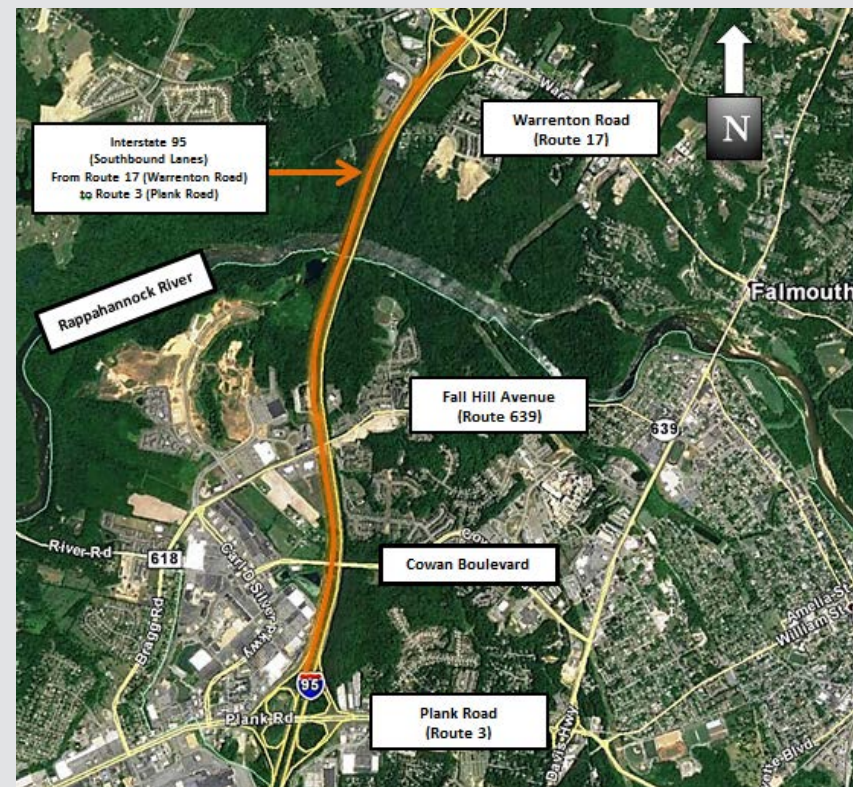 Warrenton Road
(Route 17)
N
Interstate 95
(Southbound Lanes)
From Route 17 (Warrenton Road)
to Route 3 (Plank Road)
Rappahannock River
Falmouth
Fall Hill Avenue
(Route 639)
639
River Rd
618
Carl D Silver Pkwy
Bragg Rd
Cowan Boulevard
Amelia St
William St
95
Plank Rd
Plank Road
(Route 3)
Davis Hwy